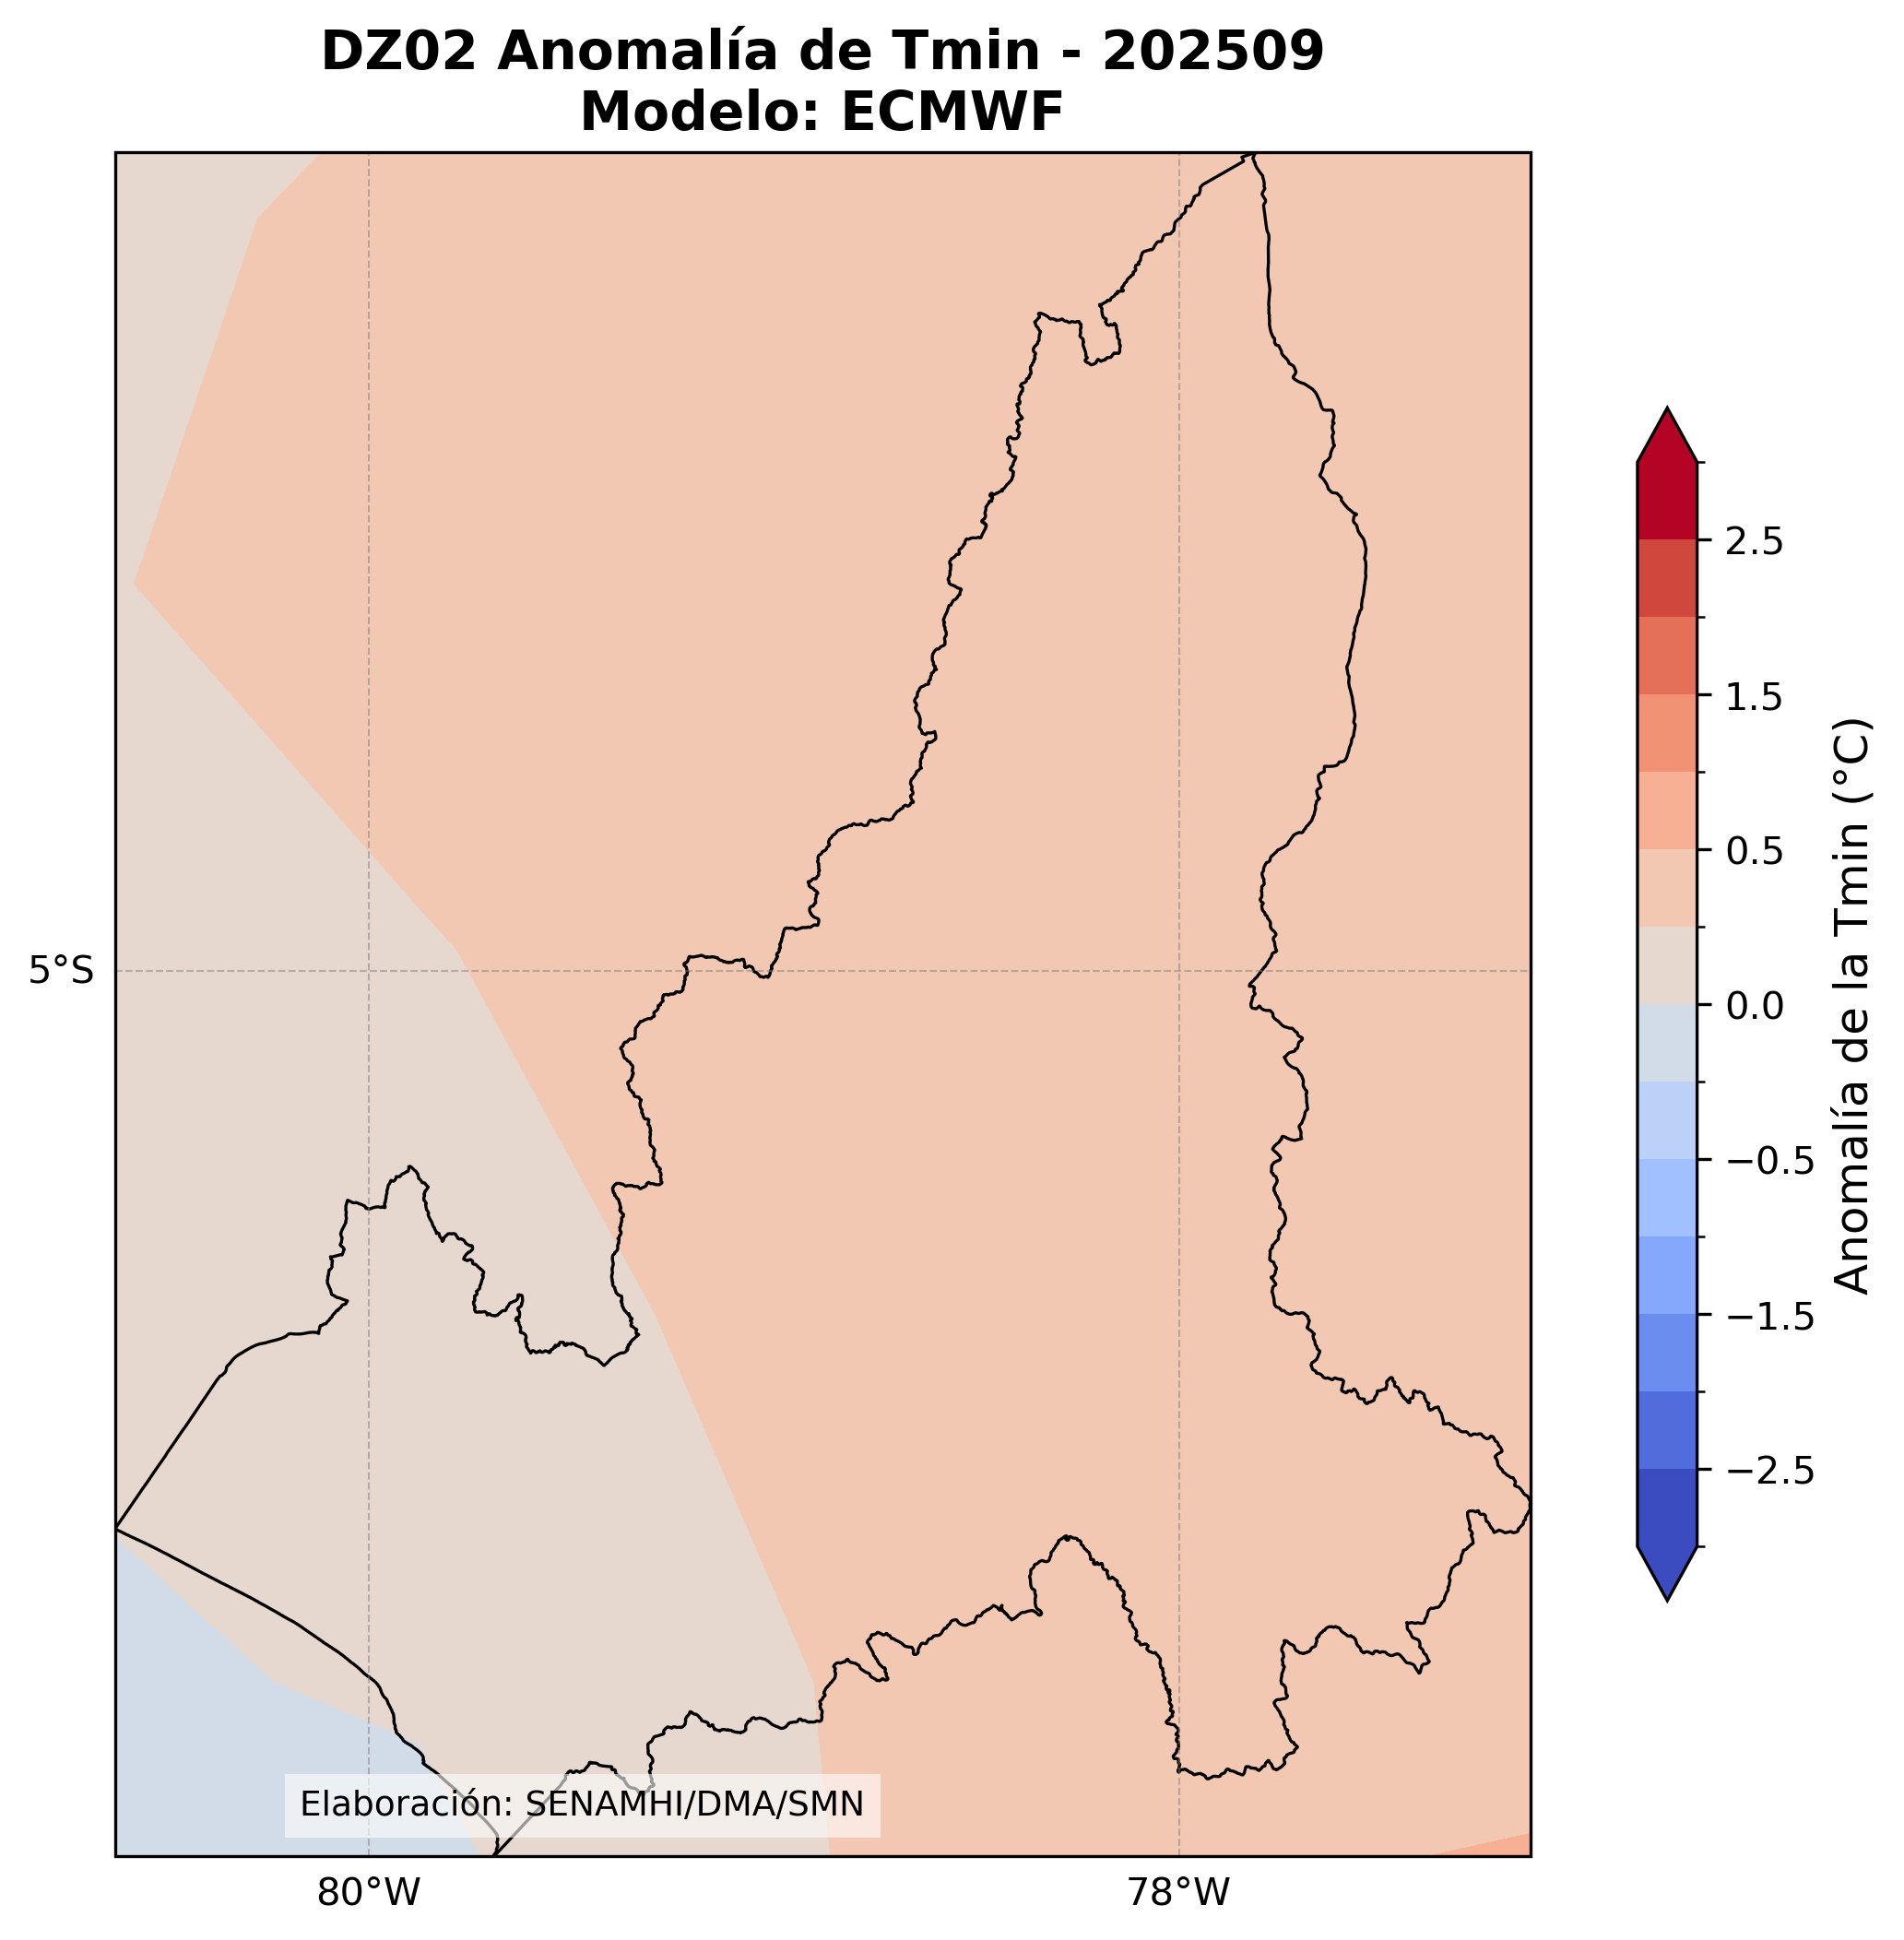 DZ02 Anomalía de Tmin - 202509
Modelo: ECMWF
5°S
80°W
78°W
Elaboración: SENAMHI/DMA/SMN
2.5
1.5
0.5
0.0
−0.5
−1.5
−2.5
Anomalía de la Tmin (°C)